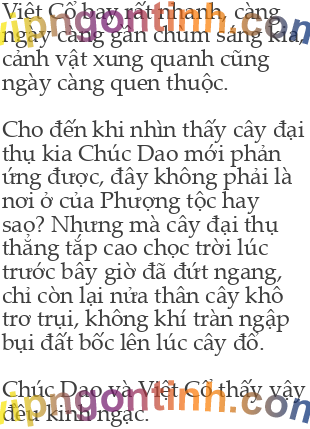 Việt Cổ bay rất nhanh, càng
ngày càng gần chùm sáng kia,
cảnh vật xung quanh cũng
ngày càng quen thuộc.
Cho đến khi nhìn thấy cây đại
thụ kia Chúc Dao mới phản
ứng được, đây không phải là
nơi ở của Phượng tộc hay
sao? Nhưng mà cây đại thụ
thẳng tắp cao chọc trời lúc
trước bây giờ đã đứt ngang,
chỉ còn lại nửa thân cây khô
trơ trụi, không khí tràn ngập
bụi đất bốc lên lúc cây đổ.
Chúc Dao và Việt Cổ thấy vậy
đều kinh ngạc.
vipngontinh.com
vipngontinh.com